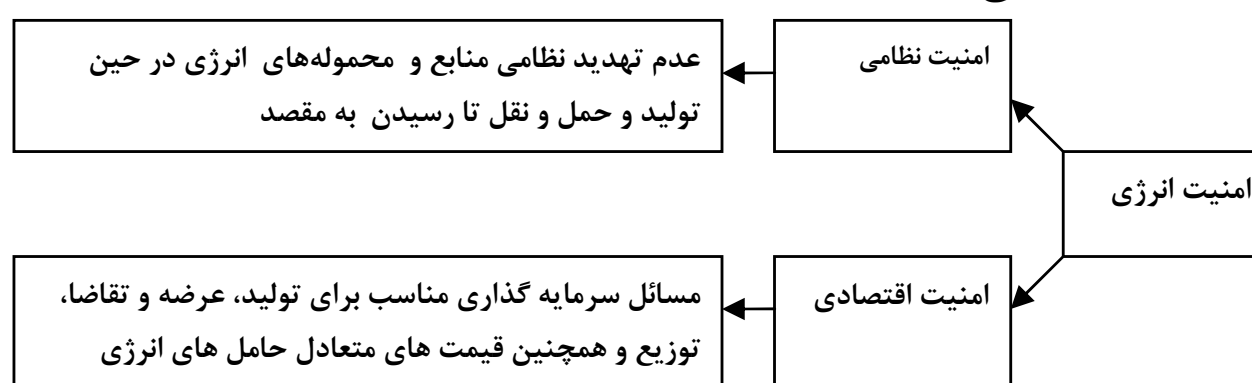 امنیت انرژی
امنیت نظامی
عدم تهدید نظامی منابع و محموله‌های انرژی در حین
تولید و حمل و نقل تا رسیدن به مقصد
امنیت اقتصادی
مسائل سرمایه گذاری مناسب برای تولید، عرضه و تقاضا،
توزیع و همچنین قیمت های متعادل حامل های انرژی